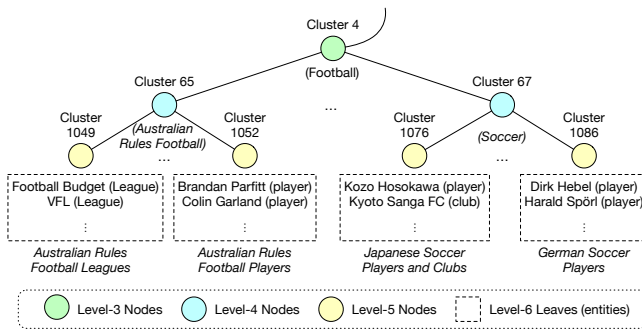 Cluster 4
(Football)
Cluster 65
Cluster 67
...
Cluster
1049
(Australian
Rules Football)
Cluster
1052
Cluster
1076
(Soccer)
Cluster
1086
...
...
Football Budget (League)
VFL (League)
⋮
Brandan Parfitt (player)
Colin Garland (player)
⋮
Kozo Hosokawa (player)
Kyoto Sanga FC (club)
⋮
Dirk Hebel (player)
Harald Spörl (player)
⋮
Australian Rules
Football Leagues
Australian Rules
Football Players
Japanese Soccer
Players and Clubs
German Soccer
Players
Level-3 Nodes
Level-4 Nodes
Level-5 Nodes
Level-6 Leaves (entities)